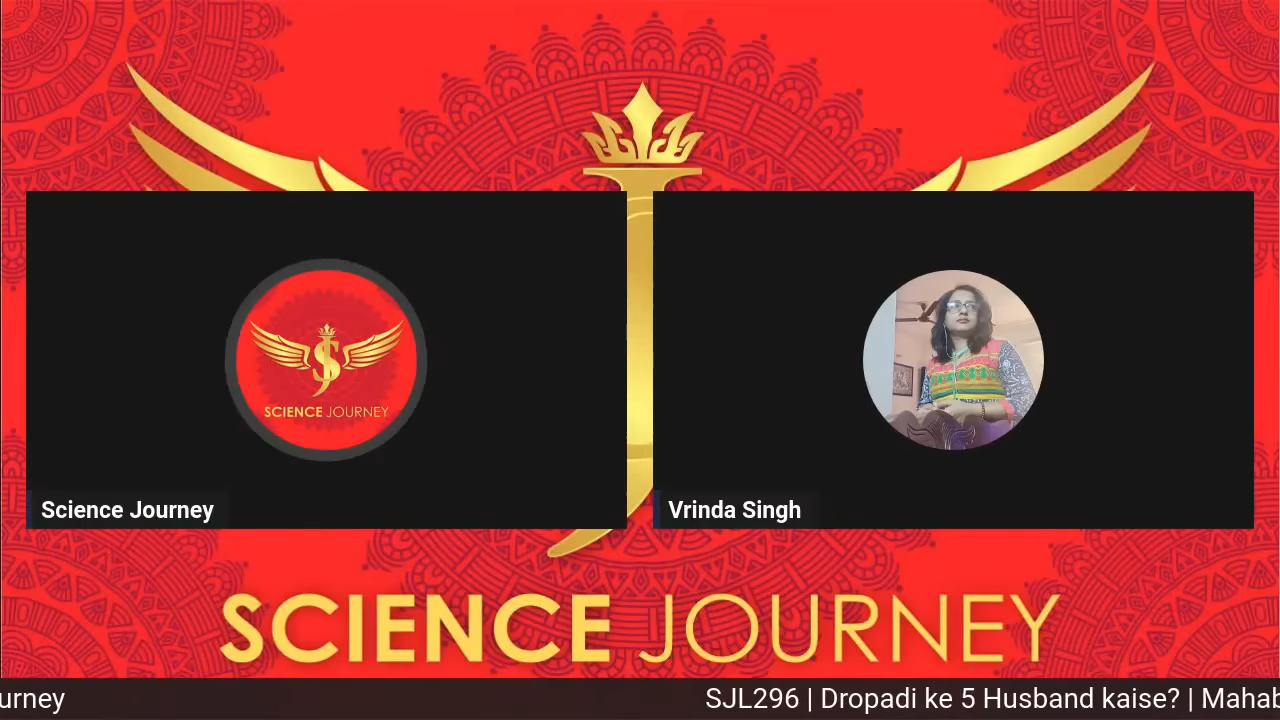 SCIENCE JOURNEY
Science Journey
Vrinda Singh
SCIENCE JOURNEY
urney
SJL296 | Dropadi ke 5 Husband kaise? | Mahab